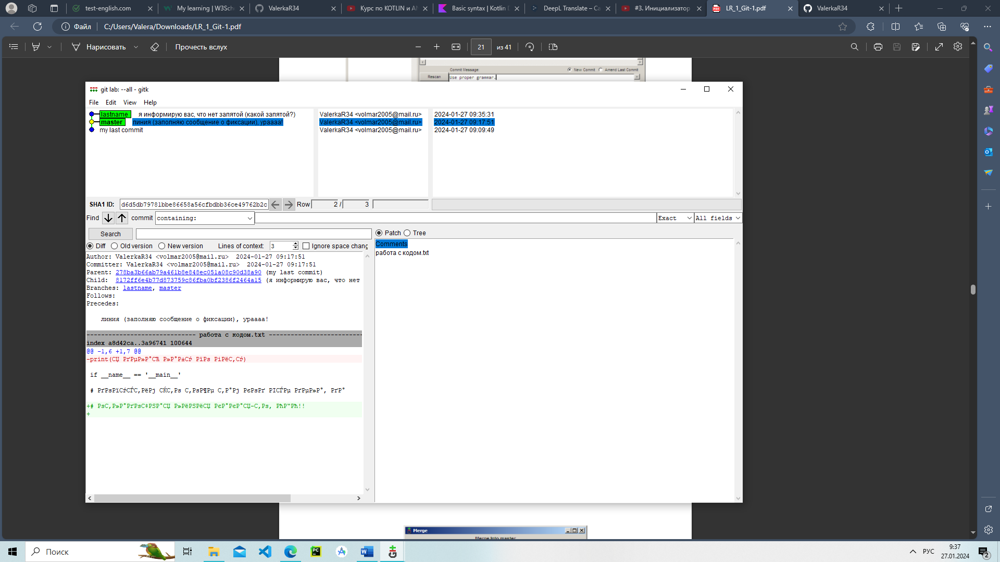 test-english.com
My learning | W3Sch
ValerkaR34
Курс по KOTLIN и AN
Basic syntax | Kotlin D
DeepL Translate – Са
#3. Инициализатор
LR_1_Git-1.pdf
ValerkaR34
Файл
C:/Users/Valera/Downloads/LR_1_Git-1.pdf
Нарисовать
Прочесть вслух
21
из 41
Commit Message:
New Commit
Amend Last Commit
Rescan
Use proper grammar.
git lab: --all - gitk
File Edit View Help
lastname я информирую вас, что нет запятой (какой запятой?) ValerkaR34 <volmar2005@mail.ru> 2024-01-27 09:35:31
master линия (заполняю сообщение о фиксации), ураааа! ValerkaR34 <volmar2005@mail.ru> 2024-01-27 09:17:51
my last commit ValerkaR34 <volmar2005@mail.ru> 2024-01-27 09:09:49
SHA1 ID: d6d5db79781bbe86658a56cfbdbb36ce49762b2c Row 2 / 3
Find commit containing: Exact All fields
Search
Patch Tree
Diff Old version New version Lines of context: 3 Ignore space chang
Comments
работа с кодом.txt
Author: ValerkaR34 <volmar2005@mail.ru> 2024-01-27 09:17:51
Committer: ValerkaR34 <volmar2005@mail.ru> 2024-01-27 09:17:51
Parent: 278ba3b66ab79a461b8e848ec051a08c90d38a90 (my last commit)
Child: 8172ff6e4b77d873759c86fba0bf2386f2464a15 (я информирую вас, что нет
Branches: lastname, master
Follows:
Precedes:
линия (заполняю сообщение о фиксации), ураааа!
------------------------------ работа с кодом.txt --------------------------
index a8d42ca..3a96741 100644
@@ -1,6 +1,7 @@
-print(СЏ РґРµР»Р°СЋ Р»Р°Р±Сѓ РїРѕ РіРёС‚Сѓ)
if __name__ == '__main__'
# РґРѕРїСѓСЃС‚РёРј СЌС‚Рѕ С‚РѕР¶Рµ С‚Р°Рј РєРѕРґ РІСЃРµ РґРµР»Р°, РґР°
+# РѕС‚Р»Р°РґРѕС‡РЅР°СЏ Р»РёРЅРёСЏ РєР°РєР°СЏ-С‚Рѕ, РћР“Рћ!!
+
Merge
Merge Into master
Поиск
РУС
9:37
27.01.2024
2